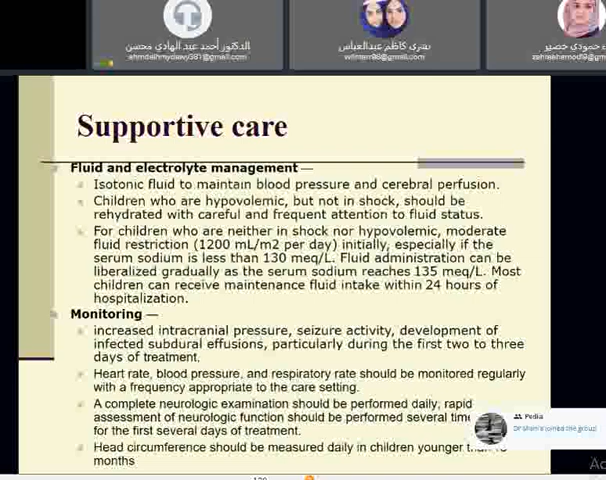 الدكتور أحمد عبد الهادي محسن
بشرى كاظم عبدالعباس
حمودي خضير
Supportive care
Fluid and electrolyte management —
Isotonic fluid to maintain blood pressure and cerebral perfusion.
Children who are hypovolemic, but not in shock, should be
rehydrated with careful and frequent attention to fluid status.
For children who are neither in shock nor hypovolemic, moderate
fluid restriction (1200 mL/m2 per day) initially, especially if the
serum sodium is less than 130 meq/L. Fluid administration can be
liberalized gradually as the serum sodium reaches 135 meq/L. Most
children can receive maintenance fluid intake within 24 hours of
hospitalization.
Monitoring —
increased intracranial pressure, seizure activity, development of
infected subdural effusions, particularly during the first two to three
days of treatment.
Heart rate, blood pressure, and respiratory rate should be monitored regularly
with a frequency appropriate to the care setting.
A complete neurologic examination should be performed daily; rapid
assessment of neurologic function should be performed several
for the first several days of treatment.
Head circumference should be measured daily in children younger
months
Pedia
joined the group